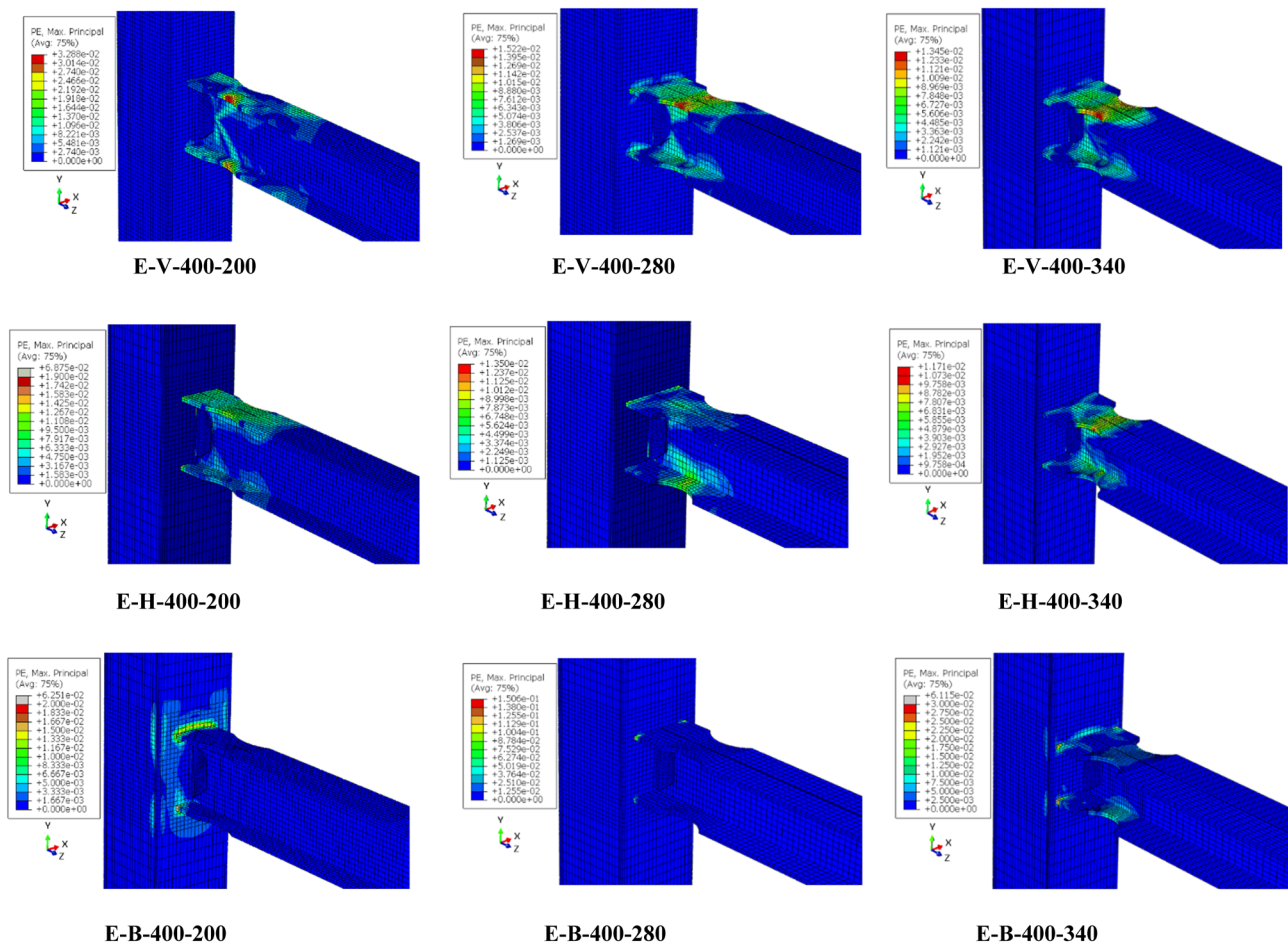 PE, Max. Principal
(Avg: 75%)
+3.288e-02
+3.014e-02
+2.740e-02
+2.466e-02
+2.192e-02
+1.918e-02
+1.644e-02
+1.370e-02
+1.096e-02
+8.221e-03
+5.481e-03
+2.740e-03
+0.000e+00
Y
X
Z
E-V-400-200
PE, Max. Principal
(Avg: 75%)
+1.522e-02
+1.395e-02
+1.269e-02
+1.142e-02
+1.015e-02
+8.880e-03
+7.612e-03
+6.343e-03
+5.074e-03
+3.806e-03
+2.537e-03
+1.269e-03
+0.000e+00
Y
X
Z
E-V-400-280
PE, Max. Principal
(Avg: 75%)
+1.345e-02
+1.233e-02
+1.121e-02
+1.009e-02
+8.969e-03
+7.848e-03
+6.727e-03
+5.606e-03
+4.485e-03
+3.363e-03
+2.242e-03
+1.121e-03
+0.000e+00
Y
X
Z
E-V-400-340
PE, Max. Principal
(Avg: 75%)
+6.875e-02
+1.900e-02
+1.742e-02
+1.583e-02
+1.425e-02
+1.267e-02
+1.108e-02
+9.500e-03
+7.917e-03
+6.333e-03
+4.750e-03
+3.167e-03
+1.583e-03
+0.000e+00
Y
X
Z
E-H-400-200
PE, Max. Principal
(Avg: 75%)
+1.350e-02
+1.237e-02
+1.125e-02
+1.012e-02
+8.998e-03
+7.873e-03
+6.748e-03
+5.624e-03
+4.499e-03
+3.374e-03
+2.249e-03
+1.125e-03
+0.000e+00
Y
X
Z
E-H-400-280
PE, Max. Principal
(Avg: 75%)
+1.171e-02
+1.073e-02
+9.758e-03
+8.782e-03
+7.807e-03
+6.831e-03
+5.855e-03
+4.879e-03
+3.903e-03
+2.927e-03
+1.952e-03
+9.758e-04
+0.000e+00
Y
X
Z
E-H-400-340
PE, Max. Principal
(Avg: 75%)
+6.251e-02
+2.000e-02
+1.833e-02
+1.667e-02
+1.500e-02
+1.333e-02
+1.167e-02
+1.000e-02
+8.333e-03
+6.667e-03
+5.000e-03
+3.333e-03
+1.667e-03
+0.000e+00
Y
X
Z
E-B-400-200
PE, Max. Principal
(Avg: 75%)
+1.506e-01
+1.380e-01
+1.255e-01
+1.129e-01
+1.004e-01
+8.784e-02
+7.529e-02
+6.274e-02
+5.019e-02
+3.764e-02
+2.510e-02
+1.255e-02
+0.000e+00
Y
X
Z
E-B-400-280
PE, Max. Principal
(Avg: 75%)
+6.115e-02
+3.000e-02
+2.750e-02
+2.500e-02
+2.250e-02
+2.000e-02
+1.750e-02
+1.500e-02
+1.250e-02
+1.000e-02
+7.500e-03
+5.000e-03
+2.500e-03
+0.000e+00
Y
X
Z
E-B-400-340